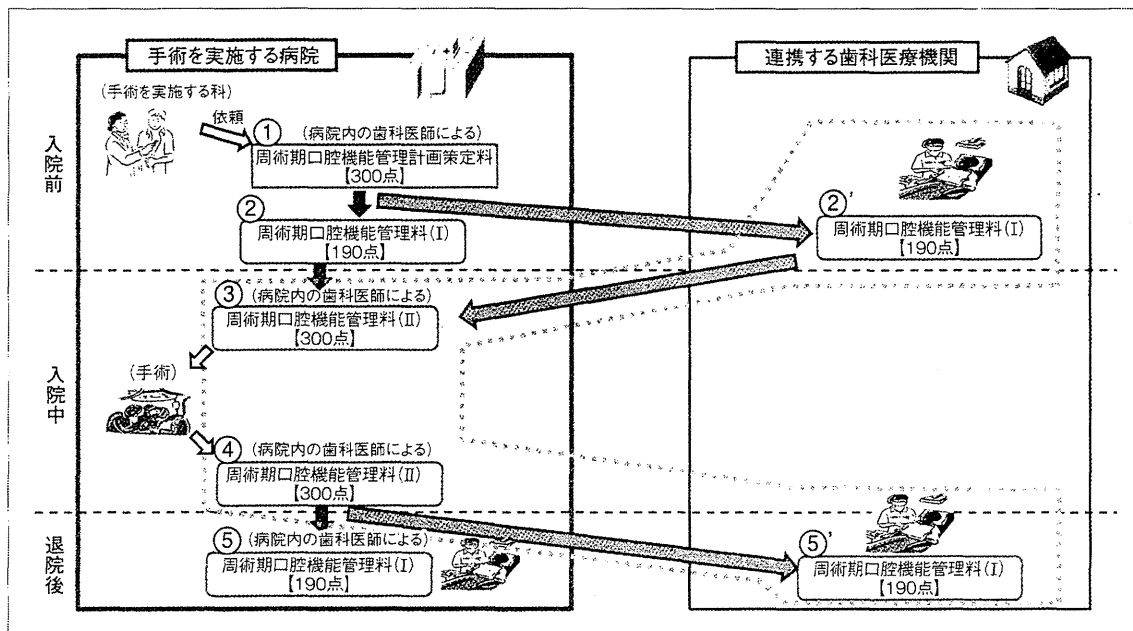 手術を実施する病院
連携する歯科医療機関
(手術を実施する科)
依頼
① (病院内の歯科医師による)
周術期口腔機能管理計画策定料
【300点】
入院前
②
周術期口腔機能管理料(I)
【190点】
②'
周術期口腔機能管理料(I)
【190点】
③ (病院内の歯科医師による)
周術期口腔機能管理料(II)
【300点】
(手術)
入院中
④ (病院内の歯科医師による)
周術期口腔機能管理料(II)
【300点】
退院後
⑤ (病院内の歯科医師による)
周術期口腔機能管理料(I)
【190点】
⑤'
周術期口腔機能管理料(I)
【190点】